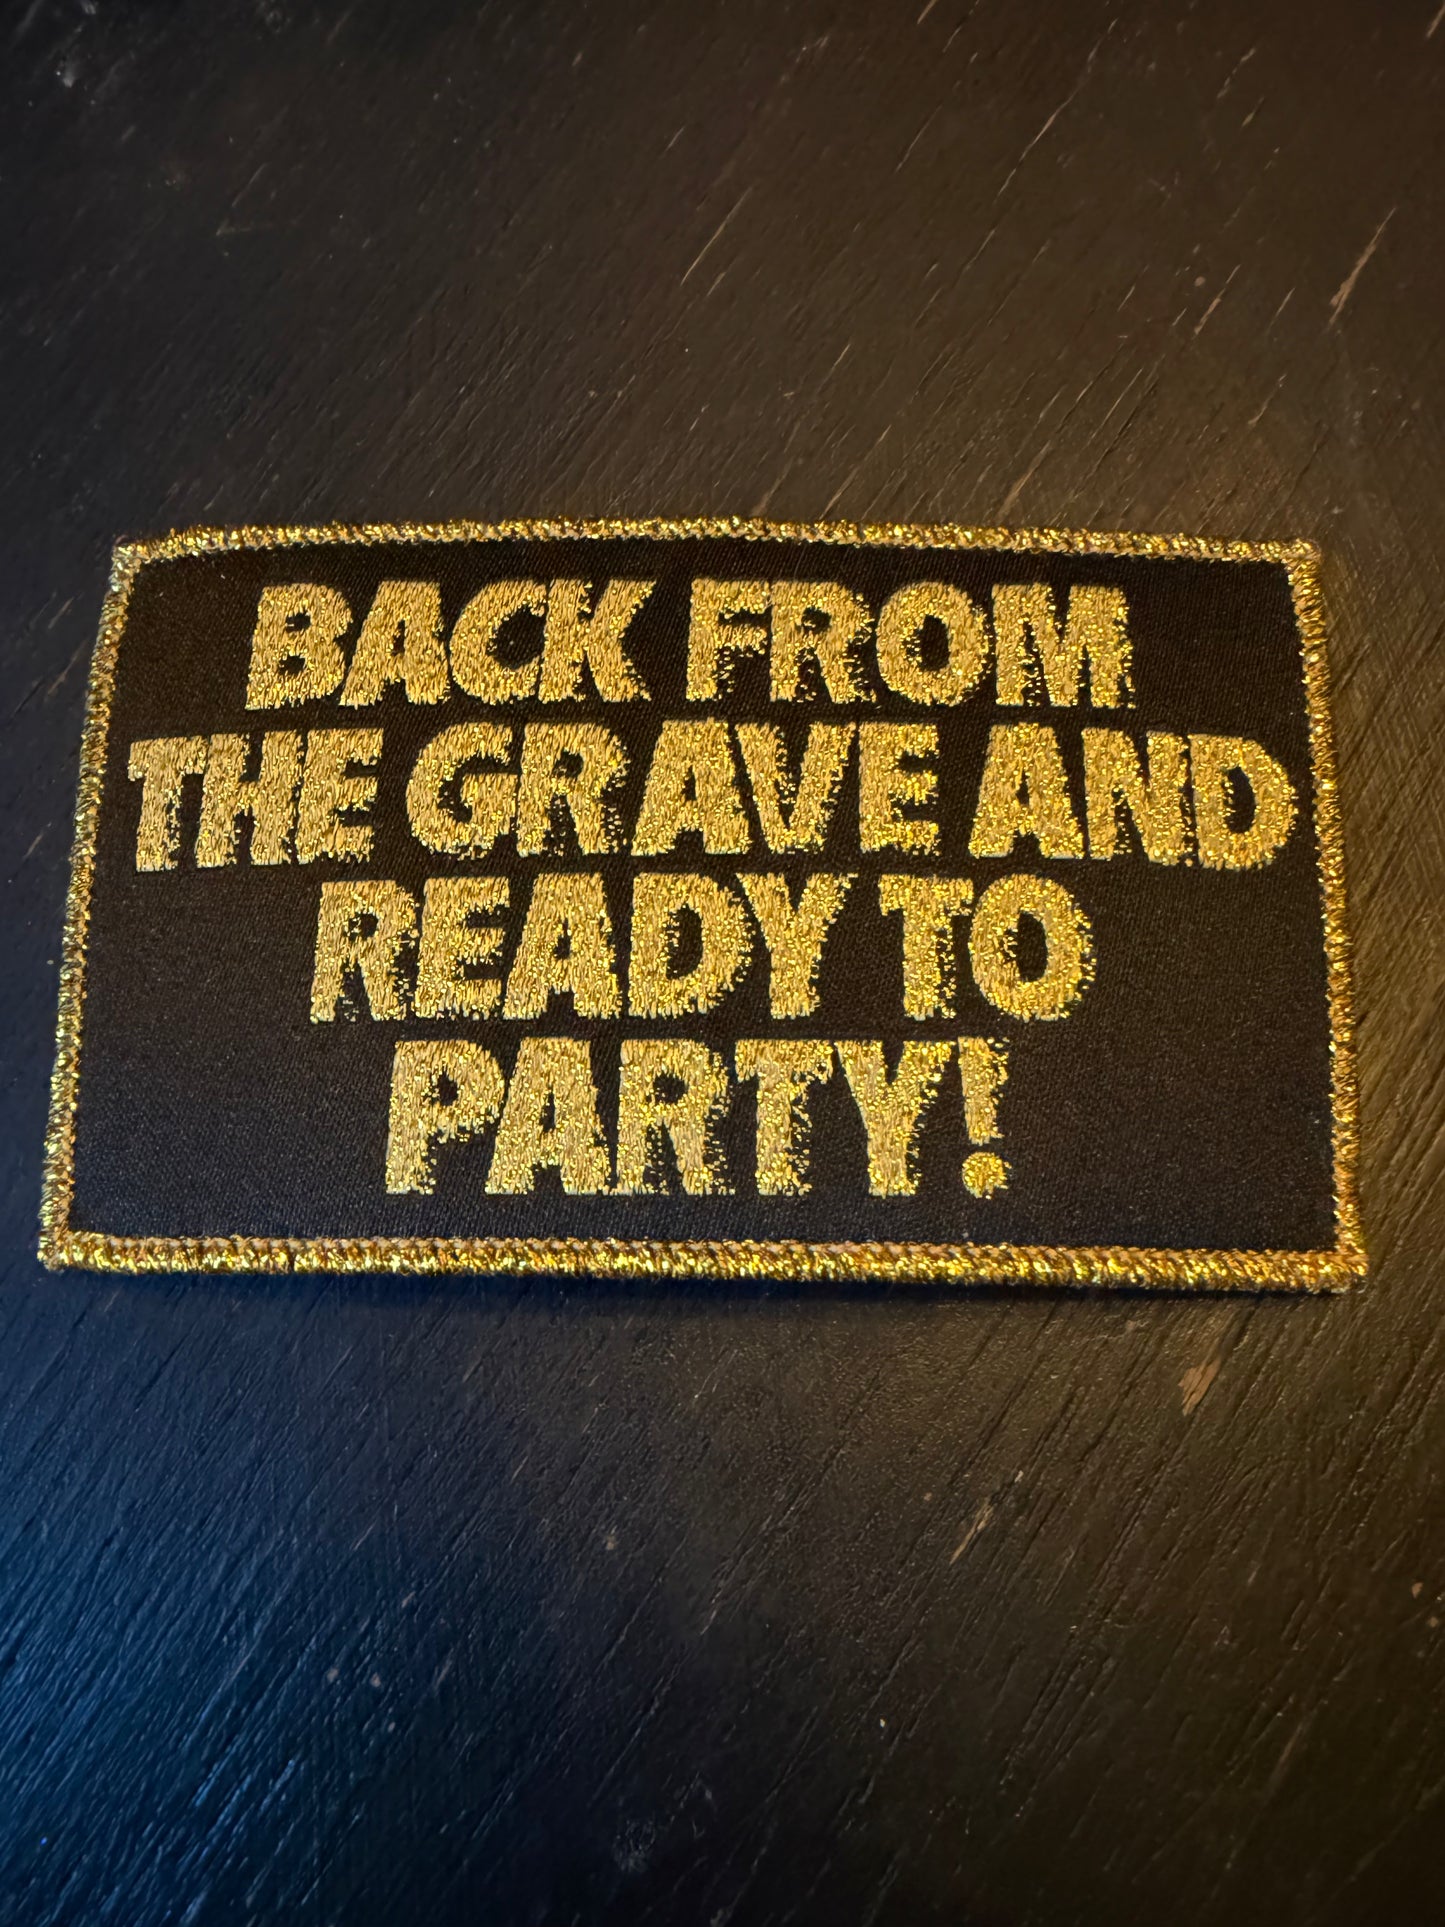 BACK FROM
THE GRAVE AND
READY TO
PARTY!